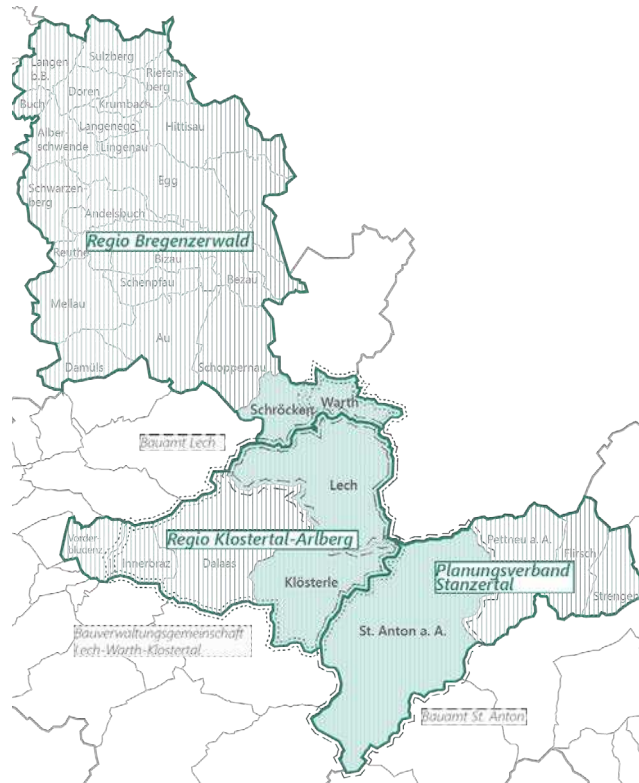 Langen
b.B.
Sulzberg
Riefens
berg
Doren
Krumbach
Buch
Langenegg
Hittisau
Alber
schwende
Lingenau
Egg
Schwarzen-
berg
Andelsbuch
Regio Bregenzerwald
Reuthe
Bizau
Bezau
Schenpfau
Mellau
Au
Damüls
Schoppernau
Schröcken
Warth
Bauamt Lech
Lech
Vorder-
bludenz
Innerbraz
Dalaas
Regio Klostertal-Arlberg
Klösterle
Pettneu a. A.
Flirsch
Planungsverband
Stanzertal
Strengen
St. Anton a. A.
Bauverwaltungsgemeinschaft
Lech-Warth-Klostertal
Bauamt St. Anton